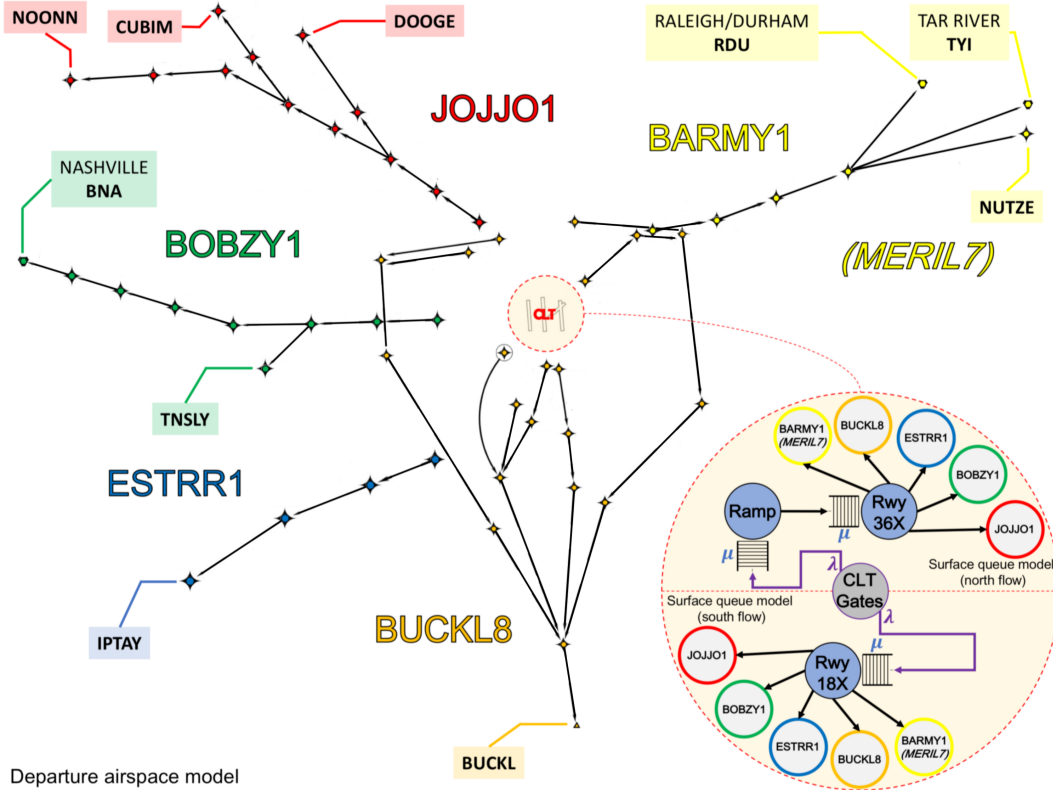 NOONN
CUBIM
DOOGE
RALEIGH/DURHAM
RDU
TAR RIVER
TYI
JOJJO1
BARMY1
NASHVILLE
BNA
NUTZE
BOBZY1
(MERIL7)
CLT
TNSLY
ESTRR1
BARMY1
(MERIL7)
BUCKL8
ESTRR1
BOBZY1
Ramp
Rwy
36X
JOJJO1
μ
μ
Surface queue model
(north flow)
λ
CLT
Gates
IPTAY
BUCKL8
Surface queue model
(south flow)
λ
μ
JOJJO1
Rwy
18X
BOBZY1
ESTRR1
BUCKL8
BARMY1
(MERIL7)
BUCKL
Departure airspace model